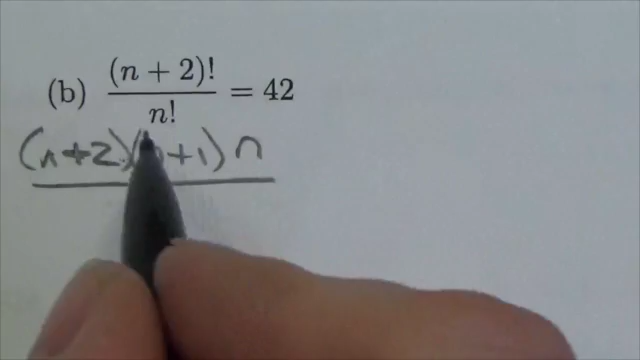 (b) (n + 2)! / n! = 42
(n+2)(n+1) n